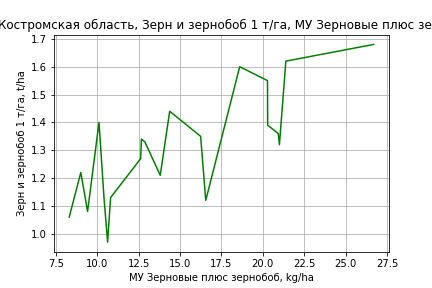 Костромская область, Зерн и зернобоб 1 т/га, МУ Зерновые плюс зе
1.7
1.6
1.5
1.4
1.3
1.2
1.1
1.0
Зерн и зернобоб 1 т/га, t/ha
7.5 10.0 12.5 15.0 17.5 20.0 22.5 25.0 27.5
МУ Зерновые плюс зернобоб, kg/ha